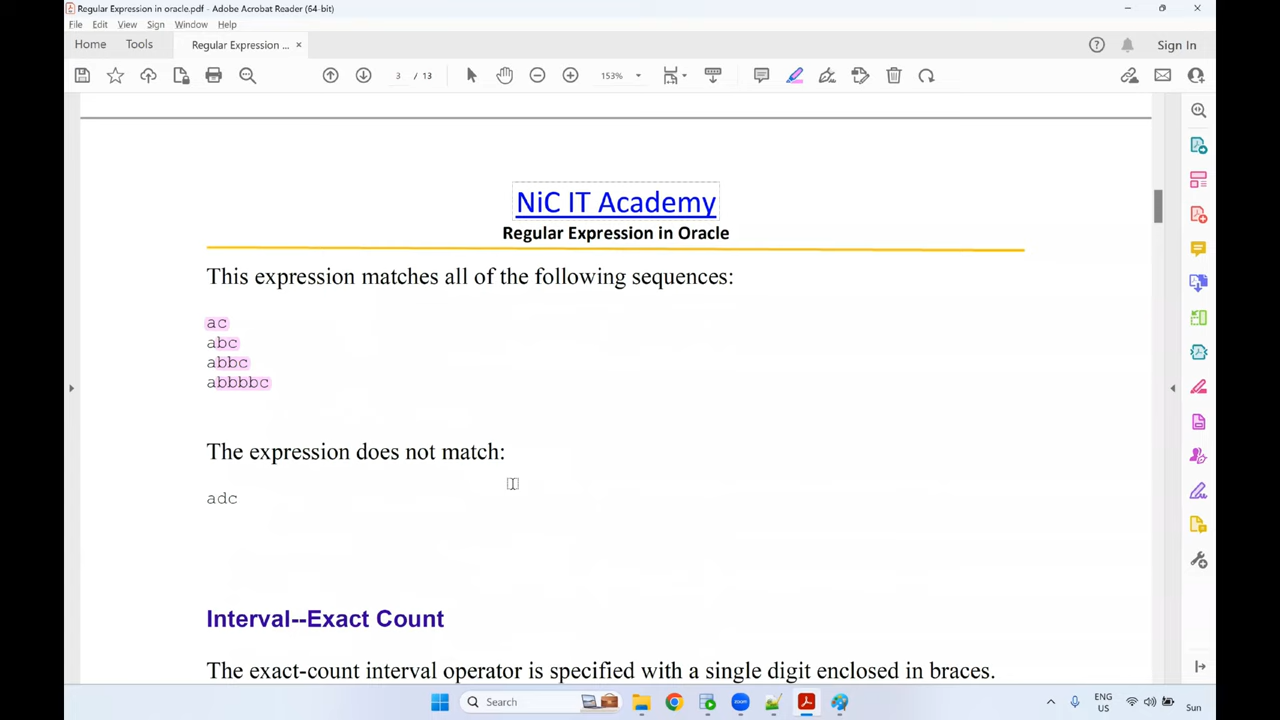 Regular Expression in oracle.pdf - Adobe Acrobat Reader (64-bit)
File Edit View Sign Window Help
Home Tools Regular Expression ... × Sign In
3 / 13 153%
NiC IT Academy
Regular Expression in Oracle
This expression matches all of the following sequences:
ac
abc
abbc
abbbbc
The expression does not match:
adc
Interval--Exact Count
The exact-count interval operator is specified with a single digit enclosed in braces.
Search
ENG
US
Sun